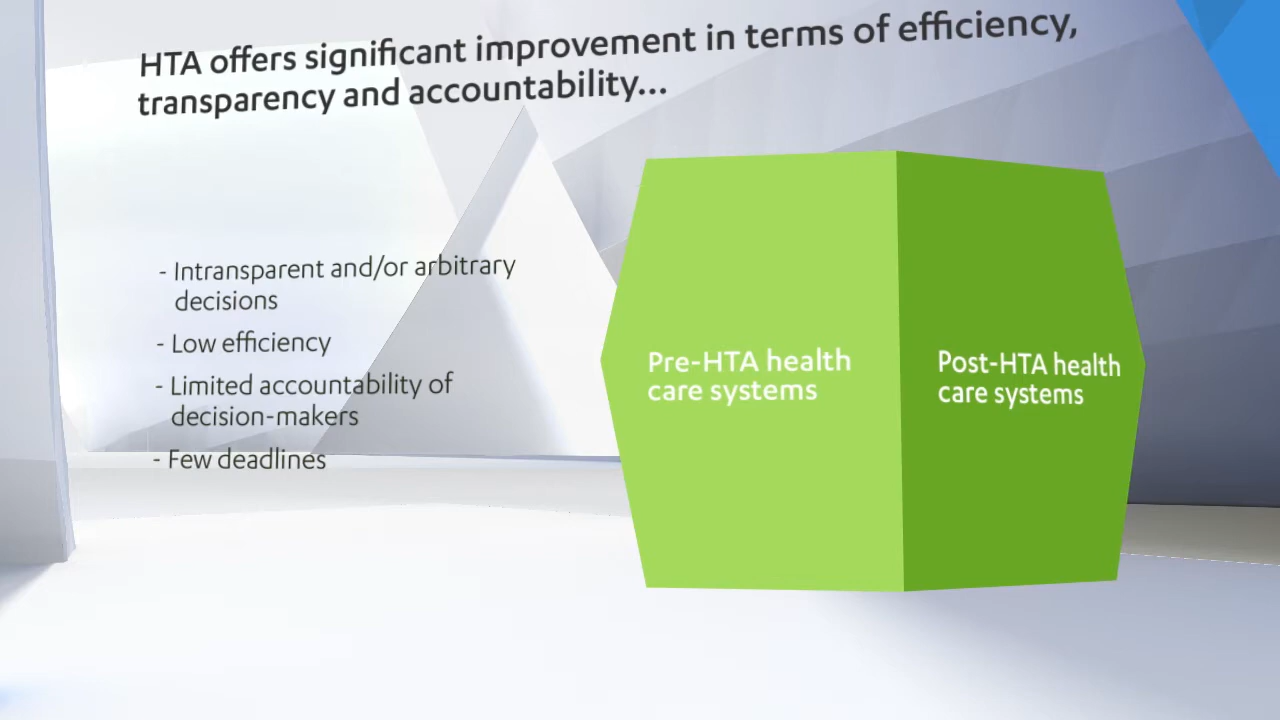 HTA offers significant improvement in terms of efficiency,
transparency and accountability...
- Intransparent and/or arbitrary
decisions
- Low efficiency
- Limited accountability of
decision-makers
- Few deadlines
Pre-HTA health
care systems
Post-HTA health
care systems